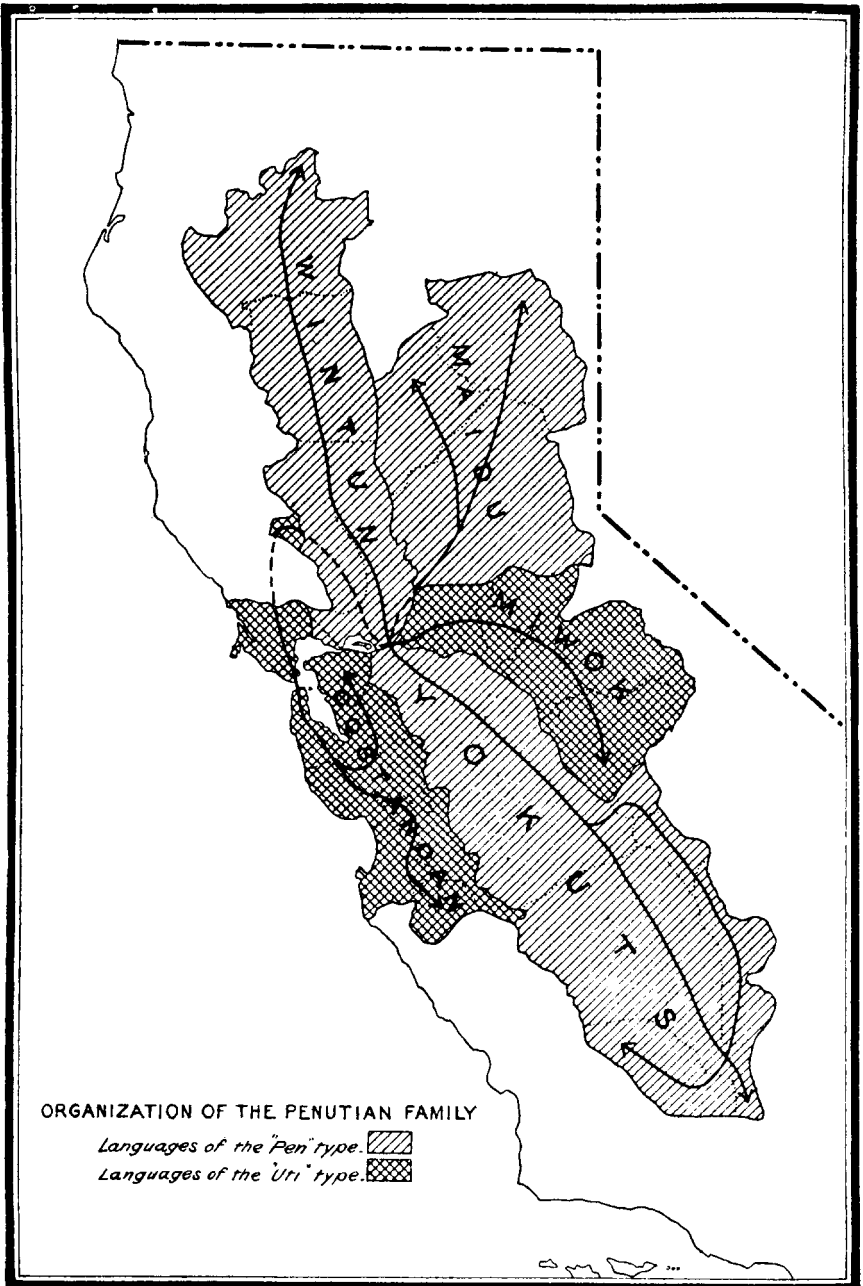 WINTUN
MAIDU
MIWOK
YOKUTS
COSTANOAN
ORGANIZATION OF THE PENUTIAN FAMILY
Languages of the "Pen" type.
Languages of the "Uti" type.